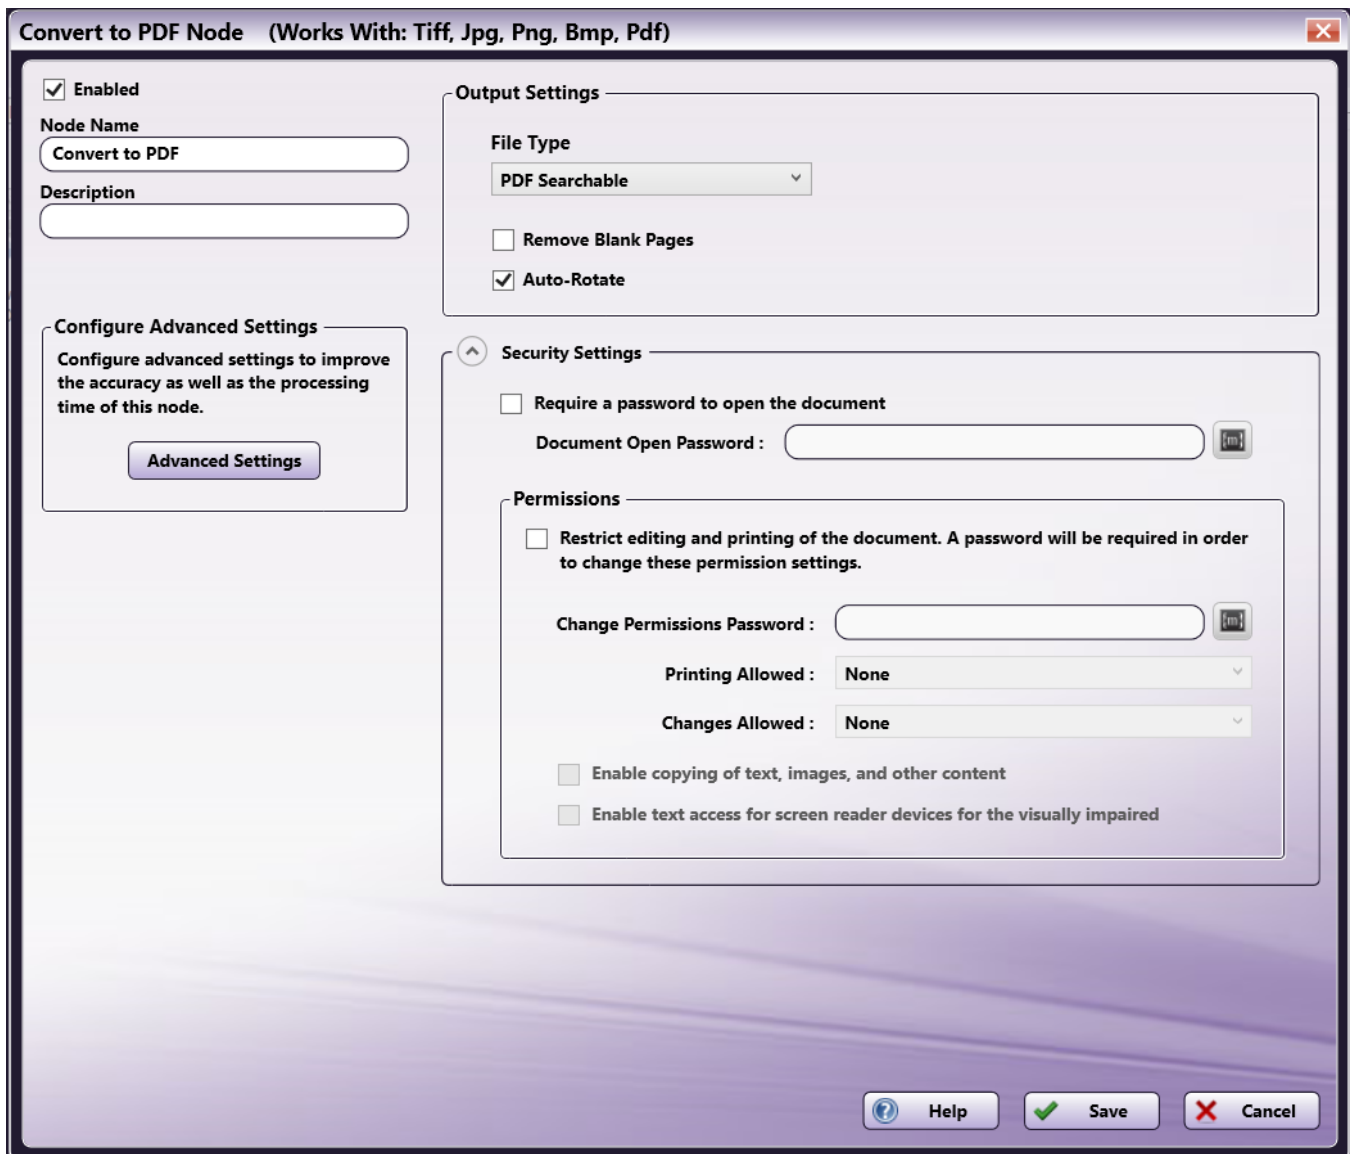 Convert to PDF Node (Works With: Tiff, Jpg, Png, Bmp, Pdf)
Enabled
Node Name
Convert to PDF
Description
Configure Advanced Settings
Configure advanced settings to improve
the accuracy as well as the processing
time of this node.
Advanced Settings
Output Settings
File Type
PDF Searchable
Remove Blank Pages
Auto-Rotate
Security Settings
Require a password to open the document
Document Open Password :
{m}
Permissions
Restrict editing and printing of the document. A password will be required in order
to change these permission settings.
Change Permissions Password :
{m}
Printing Allowed : None
Changes Allowed : None
Enable copying of text, images, and other content
Enable text access for screen reader devices for the visually impaired
? Help
Save
Cancel